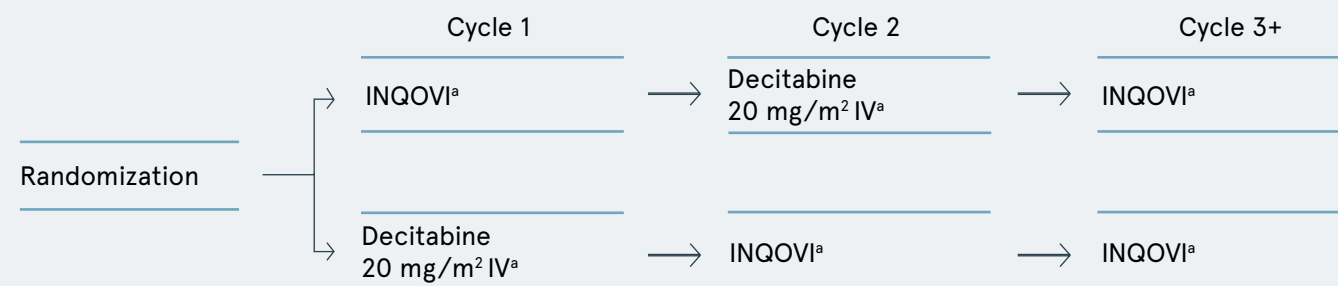 Cycle 1
Cycle 2
Cycle 3+
INQOVIᵃ
Decitabine
20 mg/m² IVᵃ
INQOVIᵃ
Randomization
Decitabine
20 mg/m² IVᵃ
INQOVIᵃ
INQOVIᵃ